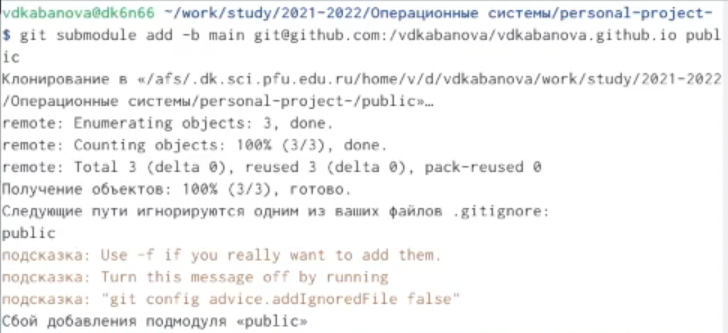 vdkabanova@dk6n66 ~/work/study/2021-2022/Операционные системы/personal-project-
$ git submodule add -b main git@github.com:/vdkabanova/vdkabanova.github.io publ
ic
Клонирование в «/afs/.dk.sci.pfu.edu.ru/home/v/d/vdkabanova/work/study/2021-2022
/Операционные системы/personal-project-/public»…
remote: Enumerating objects: 3, done.
remote: Counting objects: 100% (3/3), done.
remote: Total 3 (delta 0), reused 3 (delta 0), pack-reused 0
Получение объектов: 100% (3/3), готово.
Следующие пути игнорируются одним из ваших файлов .gitignore:
public
подсказка: Use -f if you really want to add them.
подсказка: Turn this message off by running
подсказка: "git config advice.addIgnoredFile false"
Сбой добавления подмодуля «public»